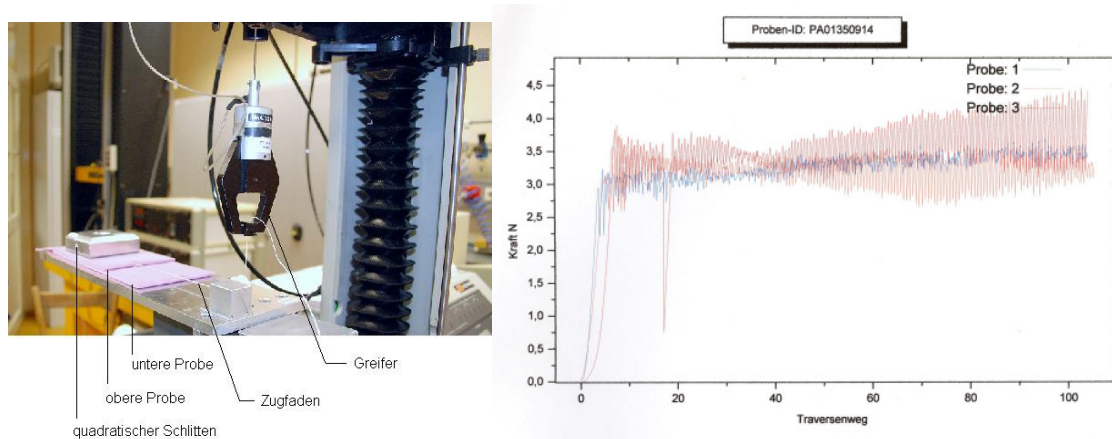 untere Probe
obere Probe
quadratischer Schlitten
Greifer
Zugfaden
Proben-ID: PA01350914
Probe: 1
Probe: 2
Probe: 3
Kraft N
4,5
4,0
3,5
3,0
2,5
2,0
1,5
1,0
0,5
0,0
0
20
40
60
80
100
Traversenweg